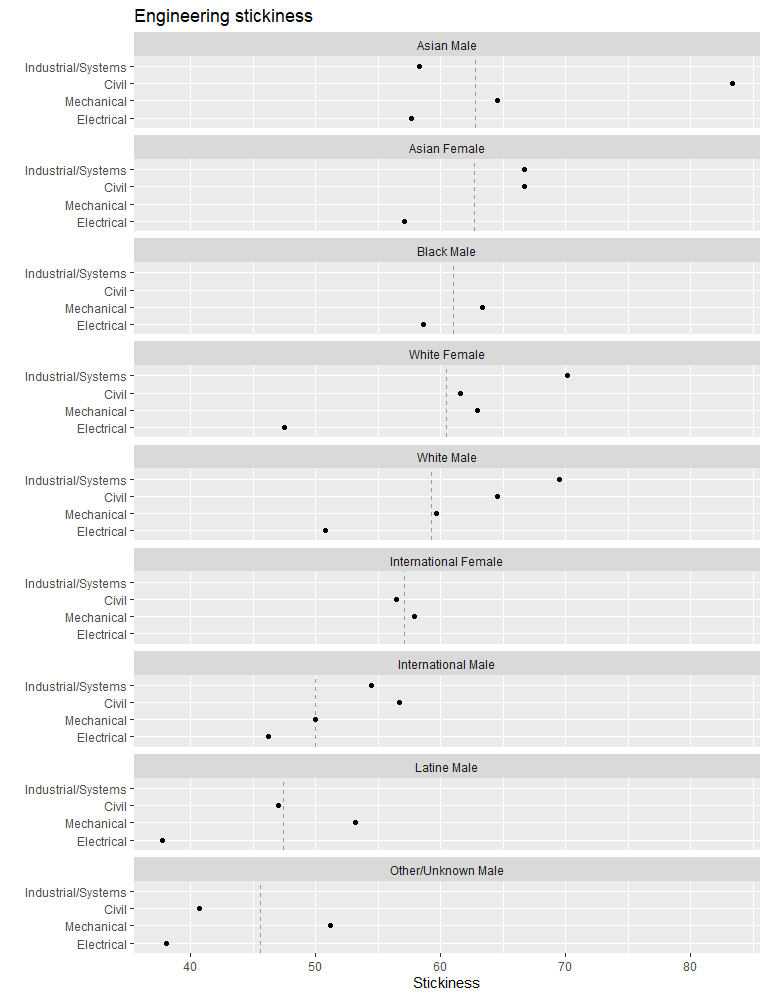 Engineering stickiness
Asian Male
Industrial/Systems
Civil
Mechanical
Electrical
Asian Female
Industrial/Systems
Civil
Mechanical
Electrical
Black Male
Industrial/Systems
Civil
Mechanical
Electrical
White Female
Industrial/Systems
Civil
Mechanical
Electrical
White Male
Industrial/Systems
Civil
Mechanical
Electrical
International Female
Industrial/Systems
Civil
Mechanical
Electrical
International Male
Industrial/Systems
Civil
Mechanical
Electrical
Latine Male
Industrial/Systems
Civil
Mechanical
Electrical
Other/Unknown Male
Industrial/Systems
Civil
Mechanical
Electrical
40 50 60 70 80
Stickiness